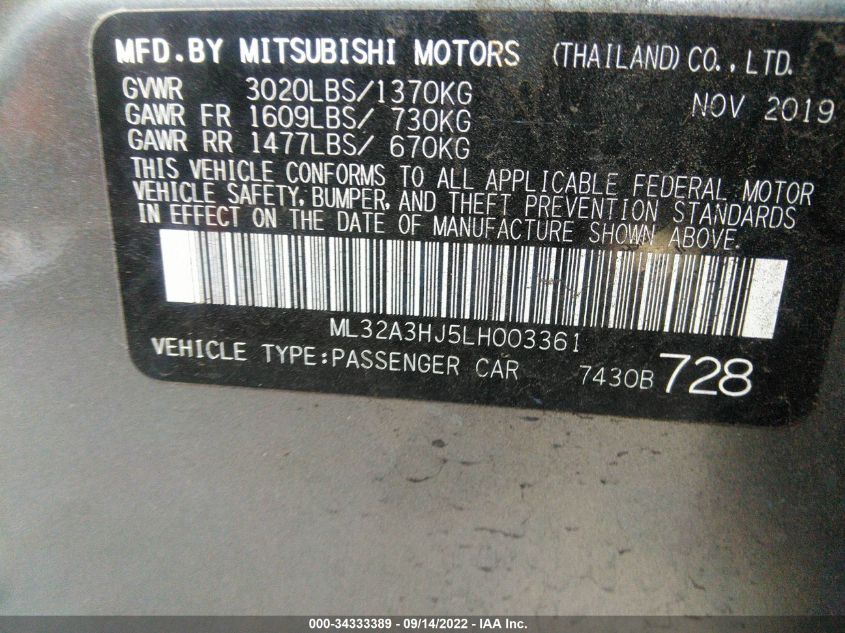 MFD.BY MITSUBISHI MOTORS (THAILAND) CO., LTD.
GVWR 3020LBS/1370KG NOV 2019
GAWR FR 1609LBS/ 730KG
GAWR RR 1477LBS/ 670KG
THIS VEHICLE CONFORMS TO ALL APPLICABLE FEDERAL MOTOR
VEHICLE SAFETY, BUMPER, AND THEFT PREVENTION STANDARDS
IN EFFECT ON THE DATE OF MANUFACTURE SHOWN ABOVE.
ML32A3HJ5LH003361
VEHICLE TYPE:PASSENGER CAR 7430B 728
000-34333389 - 09/14/2022 - IAA Inc.